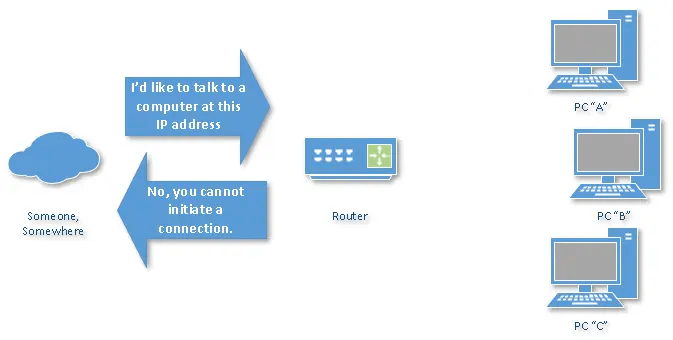 I’d like to talk to a
computer at this
IP address
No, you cannot
initiate a
connection.
Someone,
Somewhere
Router
PC “A”
PC “B”
PC “C”